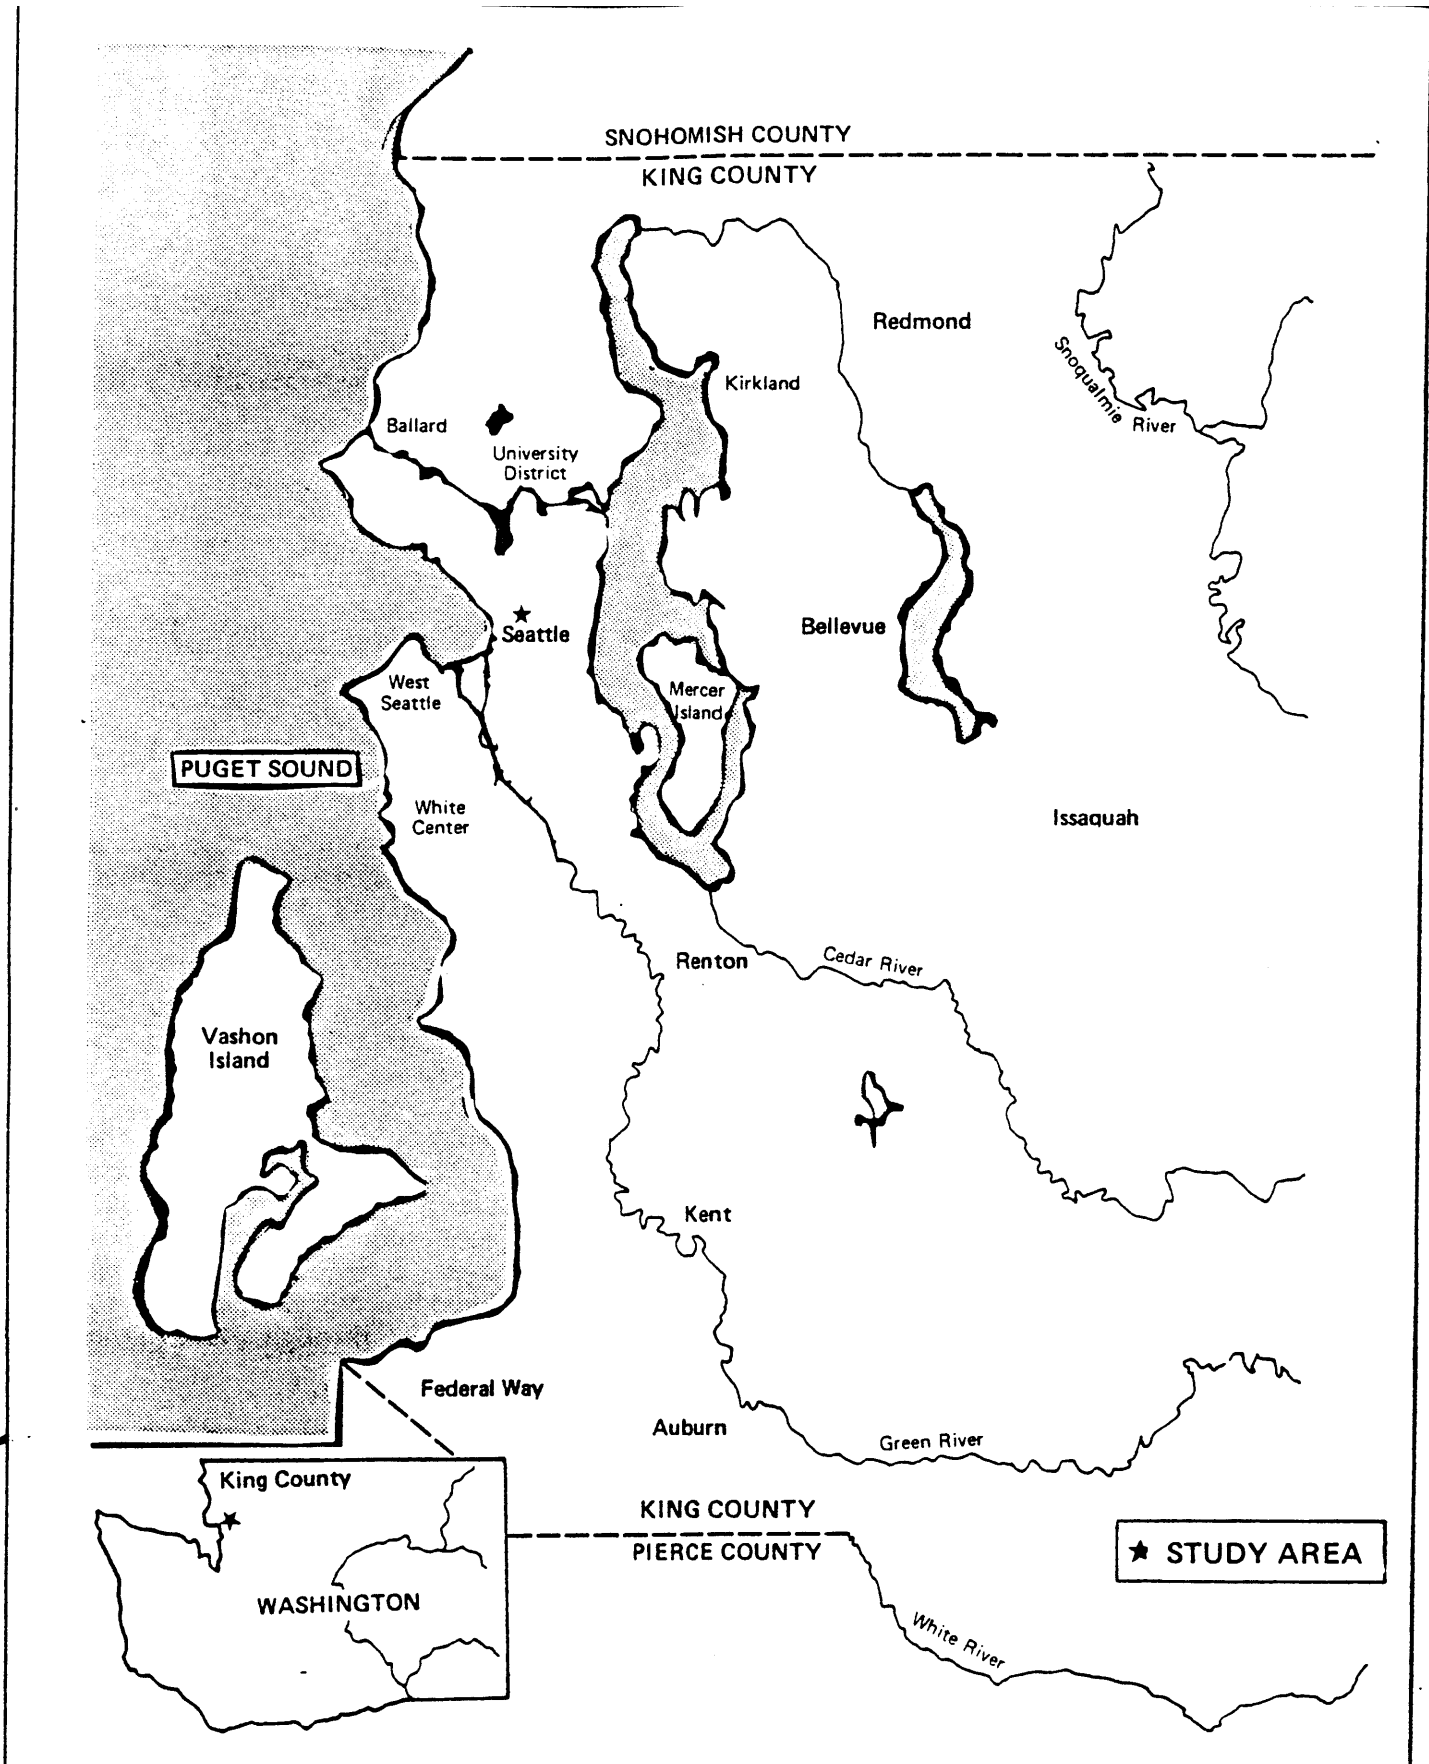 SNOHOMISH COUNTY
KING COUNTY
Redmond
Kirkland
Snoqualmie River
Ballard
University
District
Seattle
Bellevue
West
Seattle
Mercer
Island
PUGET SOUND
White
Center
Issaquah
Renton
Cedar River
Vashon
Island
Kent
Federal Way
Auburn
Green River
King County
WASHINGTON
KING COUNTY
PIERCE COUNTY
★ STUDY AREA
White River